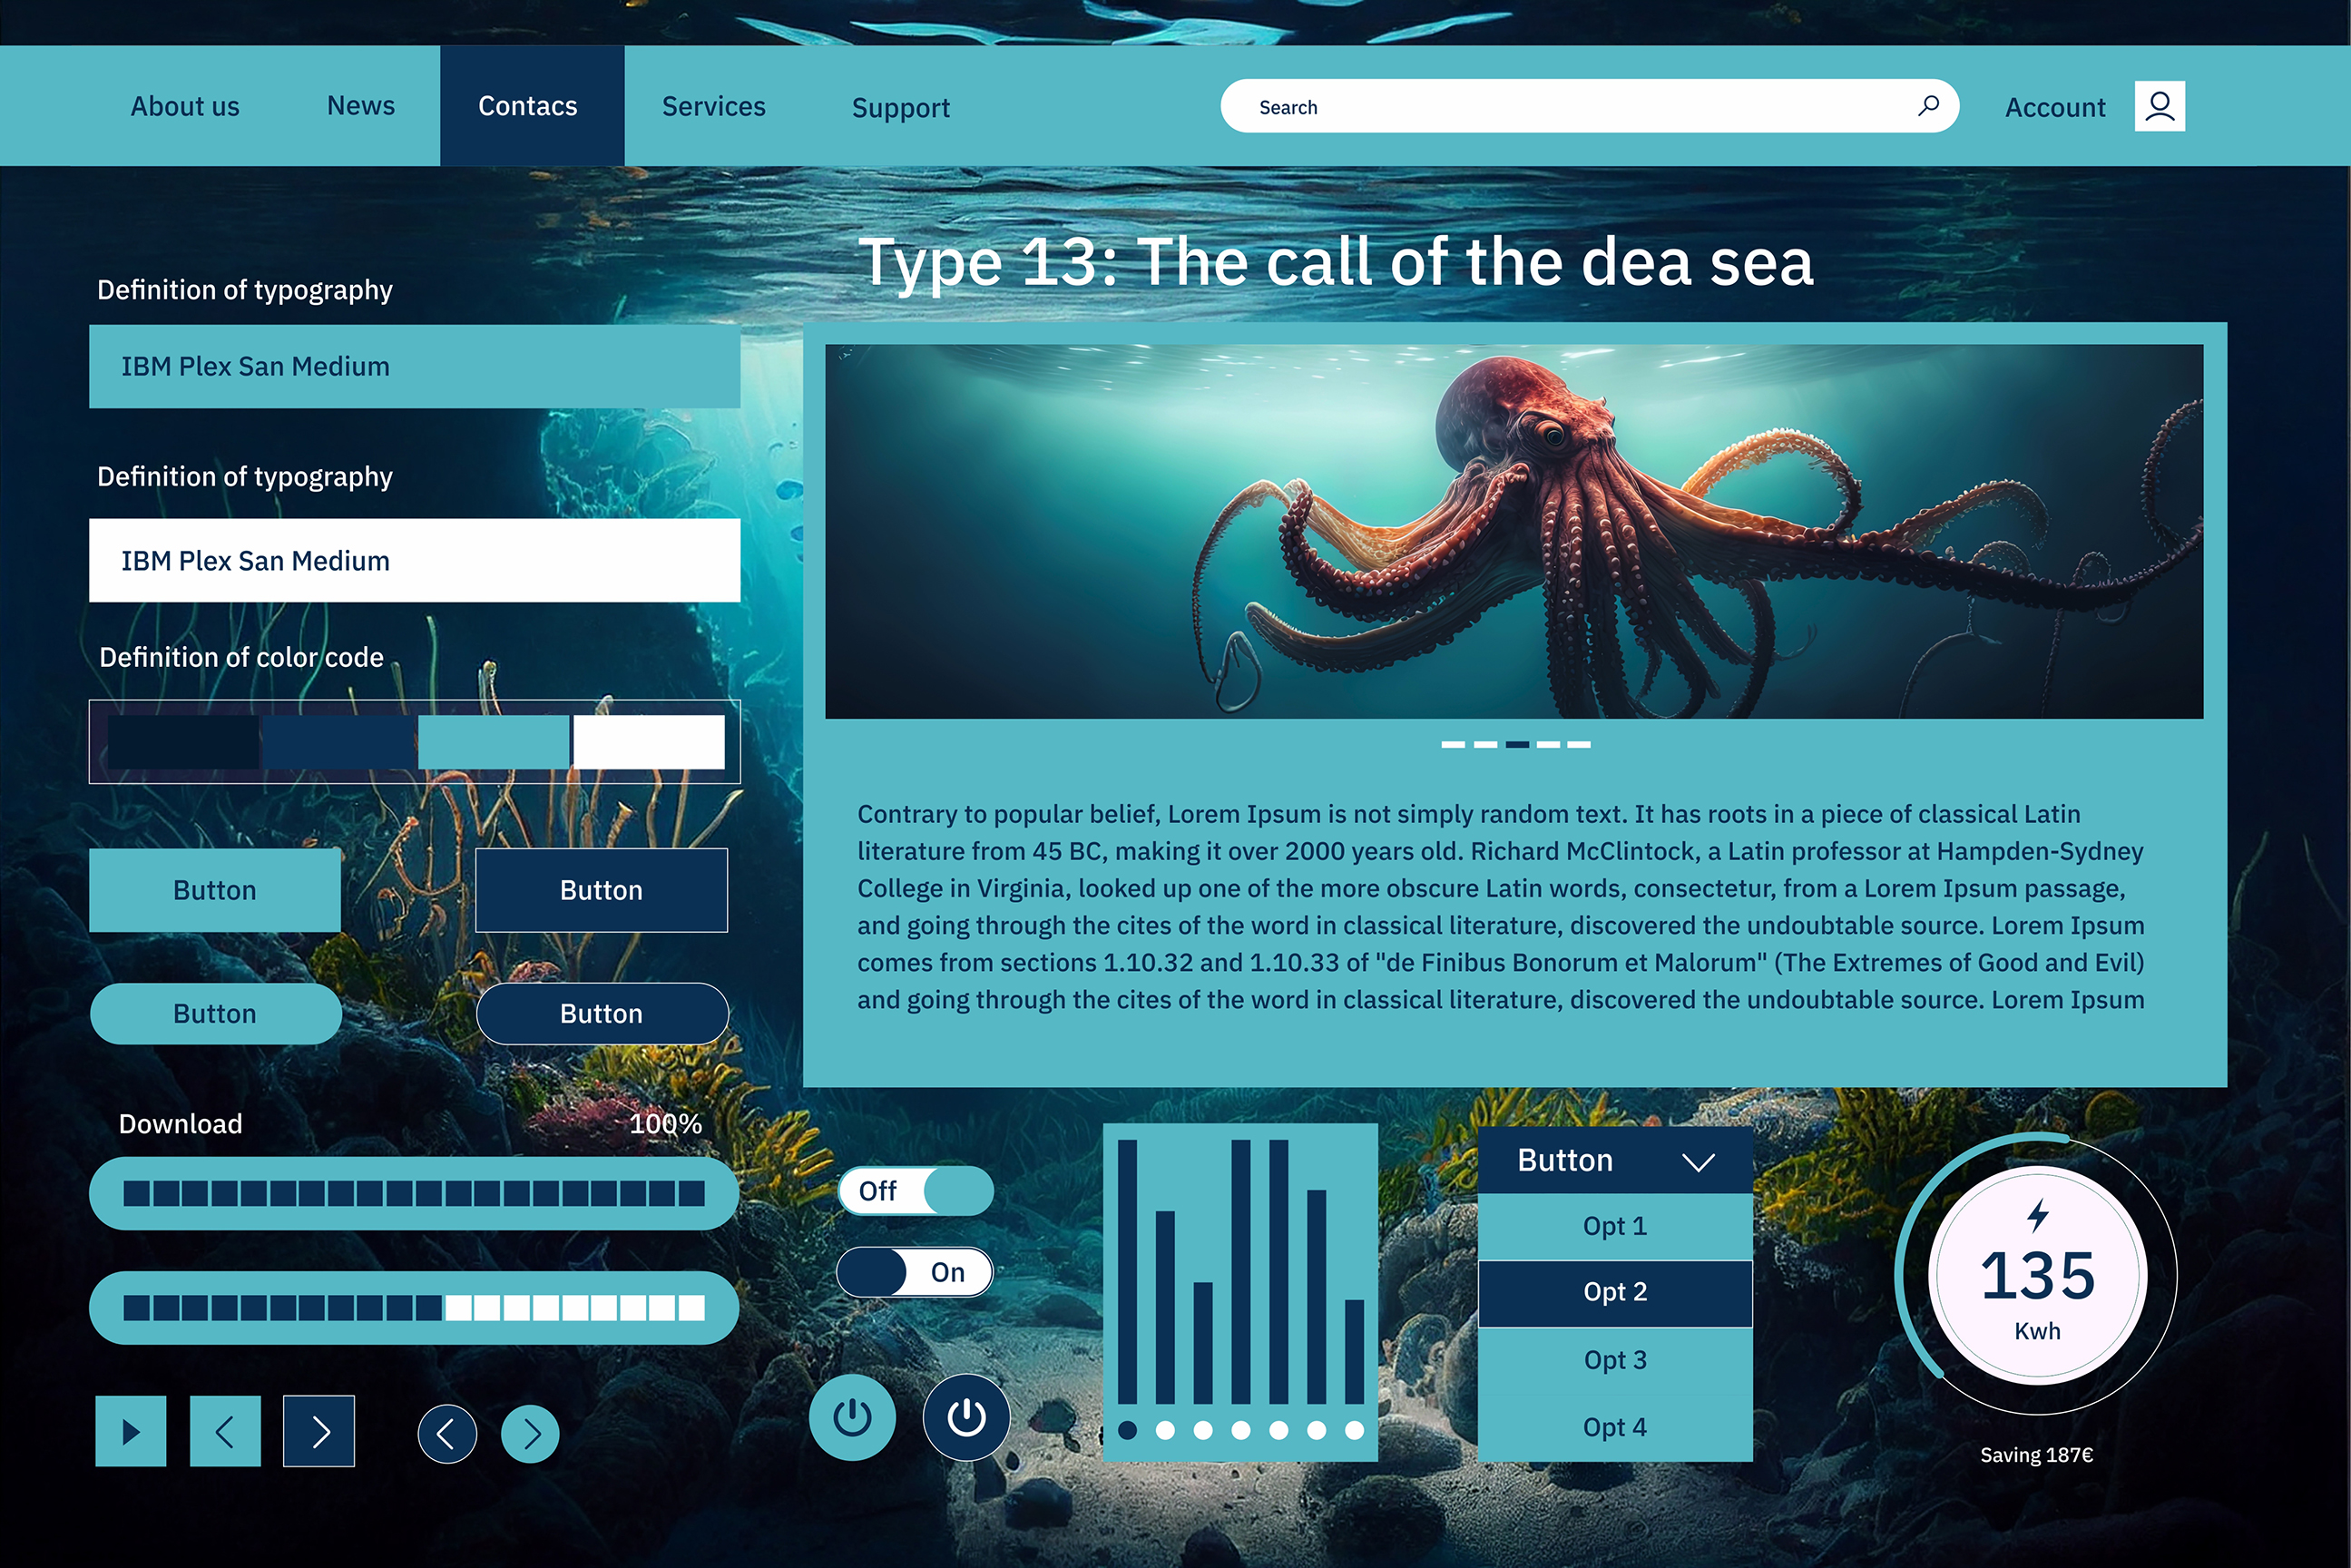 About us
News
Contacs
Services
Support
Search
Account
Type 13: The call of the dea sea
Definition of typography
IBM Plex San Medium
Definition of typography
IBM Plex San Medium
Definition of color code
Contrary to popular belief, Lorem Ipsum is not simply random text. It has roots in a piece of classical Latin
literature from 45 BC, making it over 2000 years old. Richard McClintock, a Latin professor at Hampden-Sydney
College in Virginia, looked up one of the more obscure Latin words, consectetur, from a Lorem Ipsum passage,
and going through the cites of the word in classical literature, discovered the undoubtable source. Lorem Ipsum
comes from sections 1.10.32 and 1.10.33 of "de Finibus Bonorum et Malorum" (The Extremes of Good and Evil)
and going through the cites of the word in classical literature, discovered the undoubtable source. Lorem Ipsum
Button
Button
Button
Button
Download
100%
Off
On
Button
Opt 1
Opt 2
Opt 3
Opt 4
135
Kwh
Saving 187€